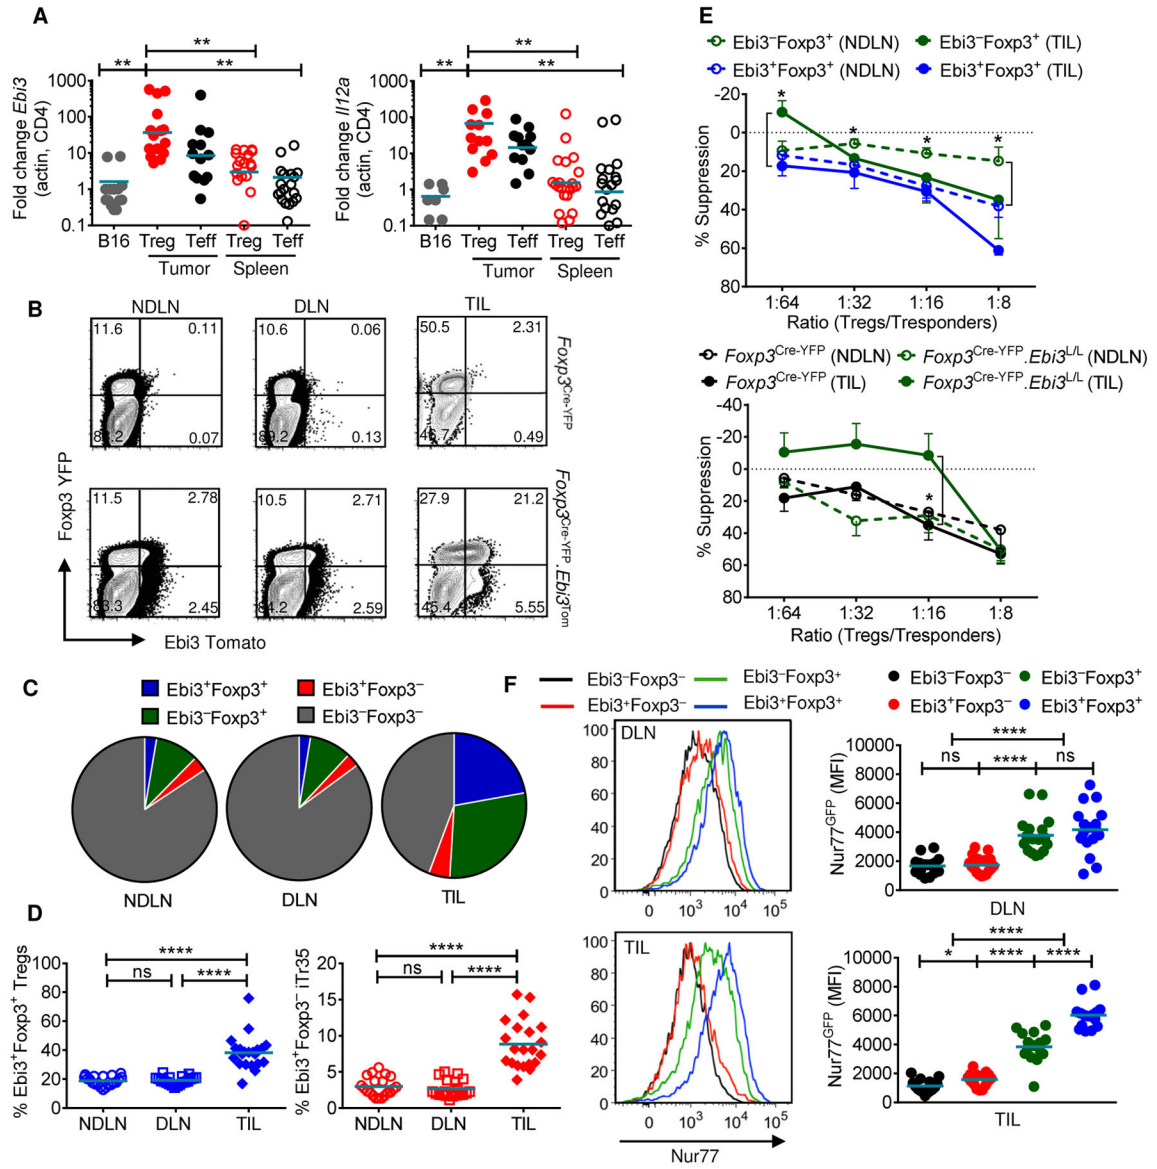 A
**
**
**
Fold change Ebi3
(actin, CD4)
1000
100
10
1
0.1
B16
Treg
Teff
Treg
Teff
Tumor
Spleen
**
**
**
Fold change Il12a
(actin, CD4)
1000
100
10
1
0.1
B16
Treg
Teff
Treg
Teff
Tumor
Spleen
B
NDLN
DLN
TIL
11.6
0.11
0.07
10.6
0.06
89.2
0.13
50.5
2.31
46.7
0.49
Foxp3Cre-YFP
11.5
2.78
83.3
2.45
10.5
2.71
84.2
2.59
27.9
21.2
45.4
5.55
Foxp3Cre-YFP.Ebi3Tom
Foxp3 YFP
Ebi3 Tomato
C
Ebi3+Foxp3+
Ebi3+Foxp3–
Ebi3–Foxp3+
Ebi3–Foxp3–
NDLN
DLN
TIL
D
% Ebi3+Foxp3+ Tregs
100
80
60
40
20
0
****
ns
****
NDLN
DLN
TIL
% Ebi3+Foxp3– iTr35
20
15
10
5
0
****
ns
****
NDLN
DLN
TIL
E
Ebi3–Foxp3+ (NDLN)
Ebi3–Foxp3+ (TIL)
Ebi3+Foxp3+ (NDLN)
Ebi3+Foxp3+ (TIL)
% Suppression
-20
0
20
40
60
80
*
*
*
*
1:64
1:32
1:16
1:8
Ratio (Tregs/Tresponders)
Foxp3Cre-YFP (NDLN)
Foxp3Cre-YFP.Ebi3L/L (NDLN)
Foxp3Cre-YFP (TIL)
Foxp3Cre-YFP.Ebi3L/L (TIL)
% Suppression
-40
-20
0
20
40
60
80
*
1:64
1:32
1:16
1:8
Ratio (Tregs/Tresponders)
F
Ebi3–Foxp3–
Ebi3–Foxp3+
Ebi3+Foxp3–
Ebi3+Foxp3+
Ebi3–Foxp3–
Ebi3–Foxp3+
Ebi3+Foxp3–
Ebi3+Foxp3+
DLN
100
80
60
40
20
0
0
103
104
105
Nur77GFP (MFI)
10000
8000
6000
4000
2000
0
****
ns
****
ns
DLN
TIL
100
80
60
40
20
0
0
103
104
105
Nur77
Nur77GFP (MFI)
10000
8000
6000
4000
2000
0
****
*
****
****
TIL